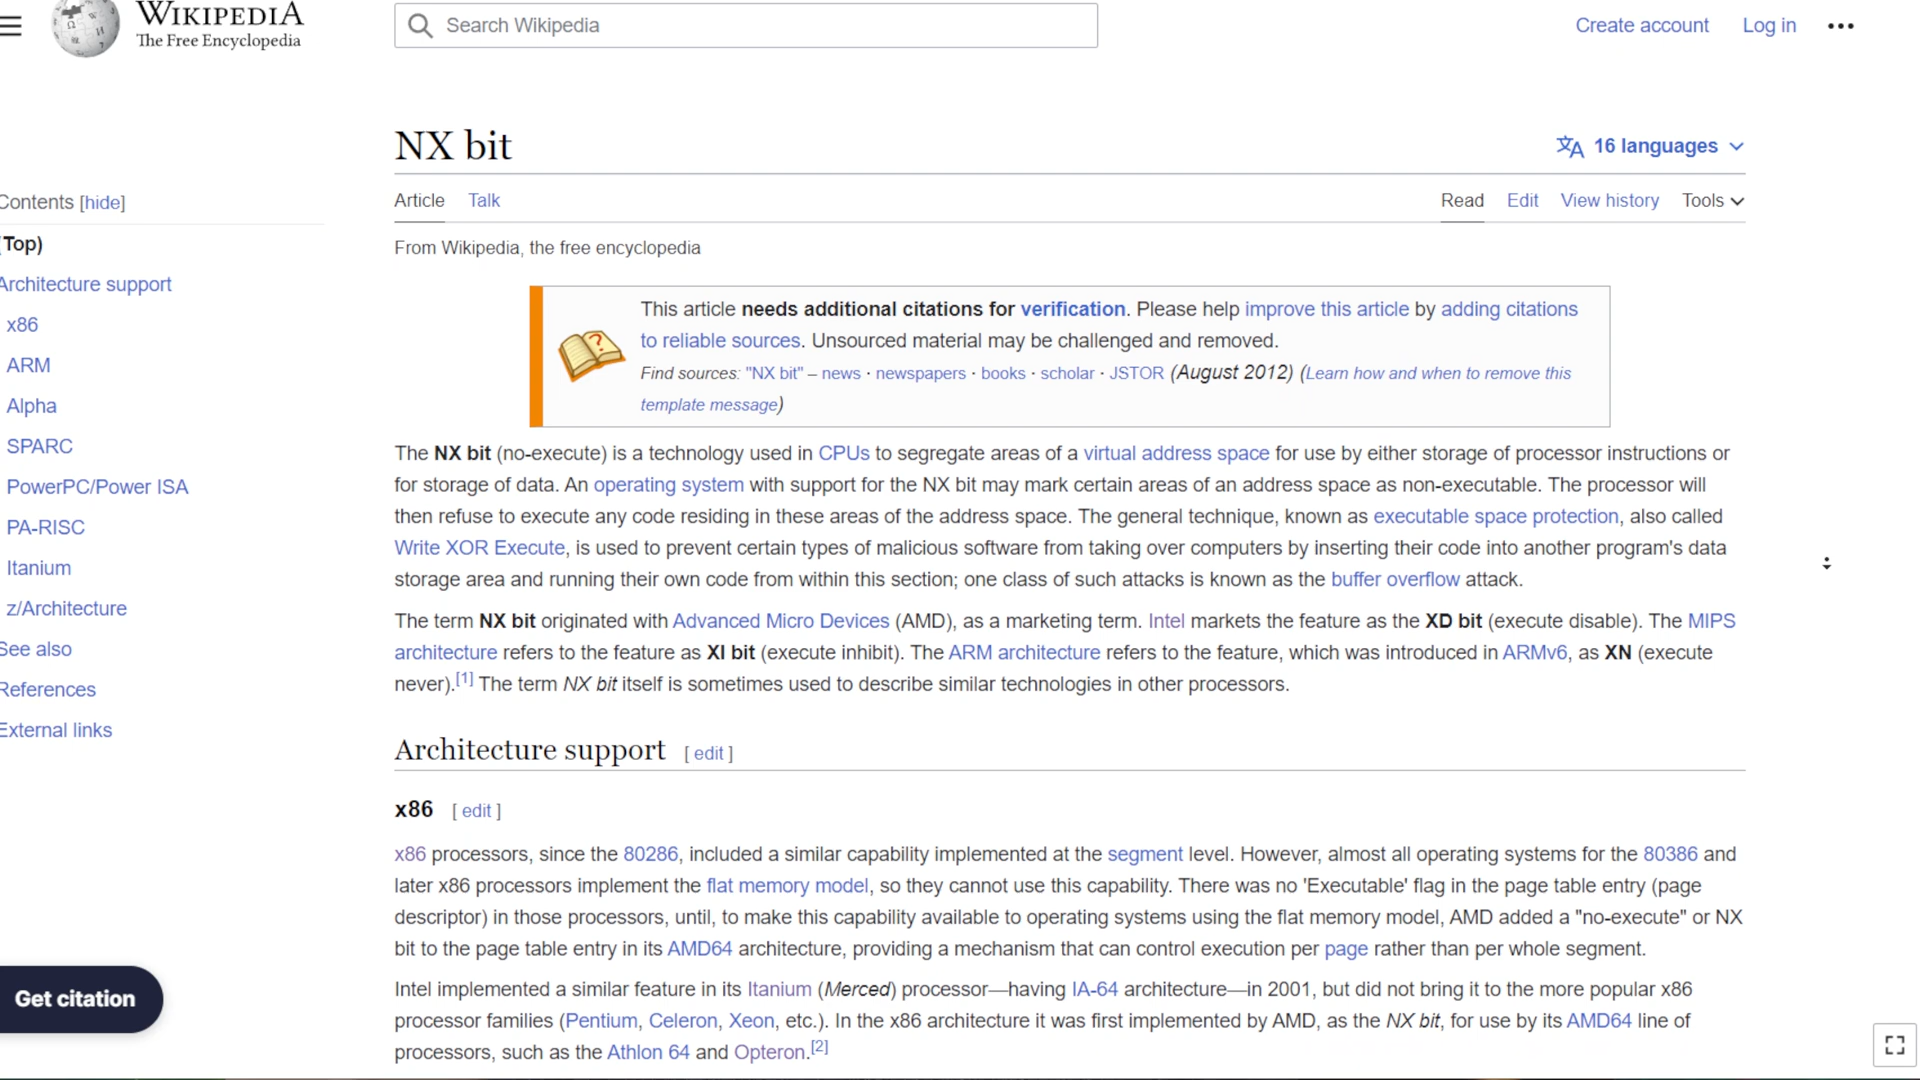 WIKIPEDIA
The Free Encyclopedia
Search Wikipedia
Create account Log in
NX bit
16 languages
Article Talk
Read Edit View history Tools
From Wikipedia, the free encyclopedia
Contents [hide]
(Top)
Architecture support
x86
ARM
Alpha
SPARC
PowerPC/Power ISA
PA-RISC
Itanium
z/Architecture
See also
References
External links
This article needs additional citations for verification. Please help improve this article by adding citations
to reliable sources. Unsourced material may be challenged and removed.
Find sources: "NX bit" – news · newspapers · books · scholar · JSTOR (August 2012) (Learn how and when to remove this
template message)
The NX bit (no-execute) is a technology used in CPUs to segregate areas of a virtual address space for use by either storage of processor instructions or
for storage of data. An operating system with support for the NX bit may mark certain areas of an address space as non-executable. The processor will
then refuse to execute any code residing in these areas of the address space. The general technique, known as executable space protection, also called
Write XOR Execute, is used to prevent certain types of malicious software from taking over computers by inserting their code into another program's data
storage area and running their own code from within this section; one class of such attacks is known as the buffer overflow attack.
The term NX bit originated with Advanced Micro Devices (AMD), as a marketing term. Intel markets the feature as the XD bit (execute disable). The MIPS
architecture refers to the feature as XI bit (execute inhibit). The ARM architecture refers to the feature, which was introduced in ARMv6, as XN (execute
never).[1] The term NX bit itself is sometimes used to describe similar technologies in other processors.
Architecture support [ edit ]
x86 [ edit ]
x86 processors, since the 80286, included a similar capability implemented at the segment level. However, almost all operating systems for the 80386 and
later x86 processors implement the flat memory model, so they cannot use this capability. There was no 'Executable' flag in the page table entry (page
descriptor) in those processors, until, to make this capability available to operating systems using the flat memory model, AMD added a "no-execute" or NX
bit to the page table entry in its AMD64 architecture, providing a mechanism that can control execution per page rather than per whole segment.
Intel implemented a similar feature in its Itanium (Merced) processor—having IA-64 architecture—in 2001, but did not bring it to the more popular x86
processor families (Pentium, Celeron, Xeon, etc.). In the x86 architecture it was first implemented by AMD, as the NX bit, for use by its AMD64 line of
processors, such as the Athlon 64 and Opteron.[2]
Get citation